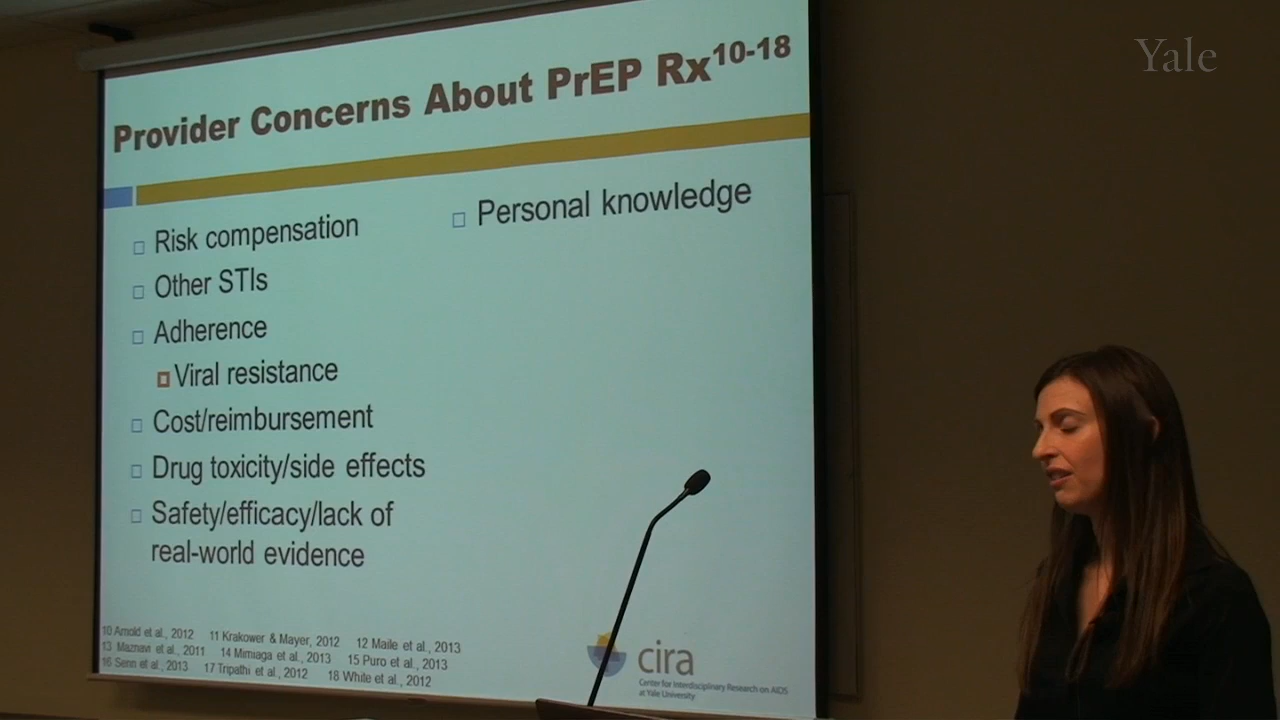 Yale
Provider Concerns About PrEP Rx10-18
Risk compensation
Other STIs
Adherence
Viral resistance
Cost/reimbursement
Drug toxicity/side effects
Safety/efficacy/lack of
real-world evidence
Personal knowledge
10 Arnold et al., 2012 11 Krakower & Mayer, 2012 12 Maile et al., 2013
13 Maznavi et al., 2011 14 Mimiaga et al., 2013 15 Puro et al., 2013
16 Senn et al., 2013 17 Tripathi et al., 2012 18 White et al., 2012
cira
Center for Interdisciplinary Research on AIDS
at Yale University